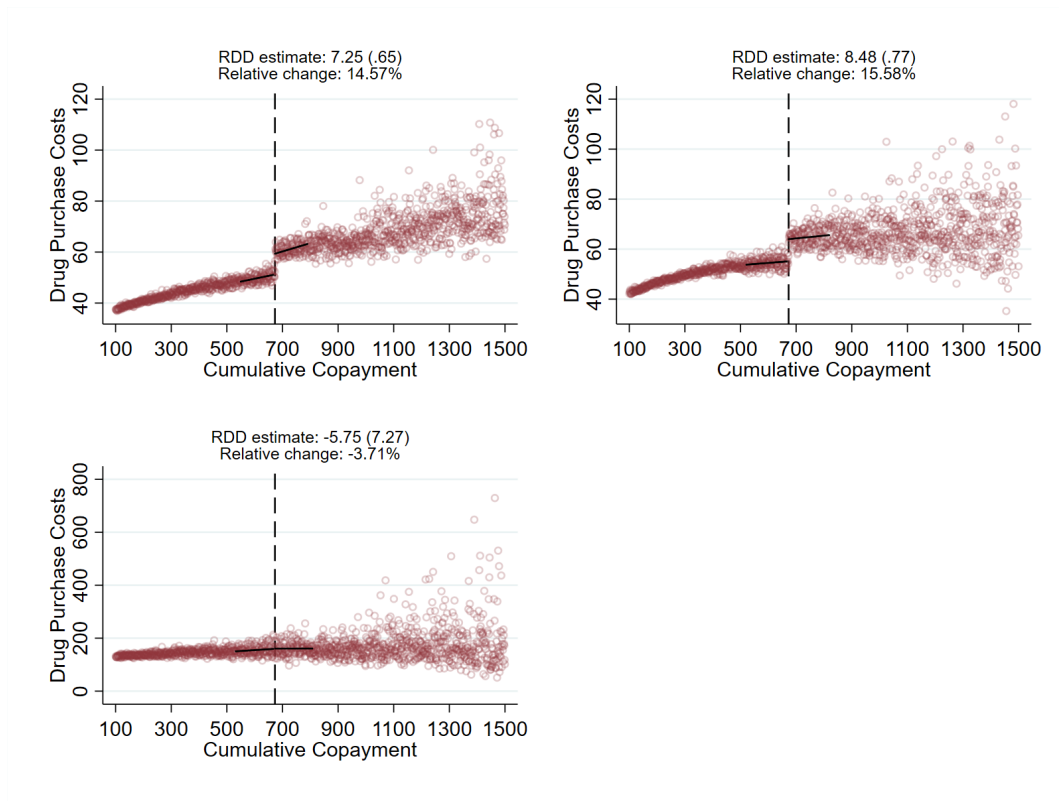 RDD estimate: 7.25 (.65)
Relative change: 14.57%
Drug Purchase Costs
120
100
80
60
40
100 300 500 700 900 1100 1300 1500
Cumulative Copayment
RDD estimate: 8.48 (.77)
Relative change: 15.58%
Drug Purchase Costs
120
100
80
60
40
100 300 500 700 900 1100 1300 1500
Cumulative Copayment
RDD estimate: -5.75 (7.27)
Relative change: -3.71%
Drug Purchase Costs
800
600
400
200
0
100 300 500 700 900 1100 1300 1500
Cumulative Copayment